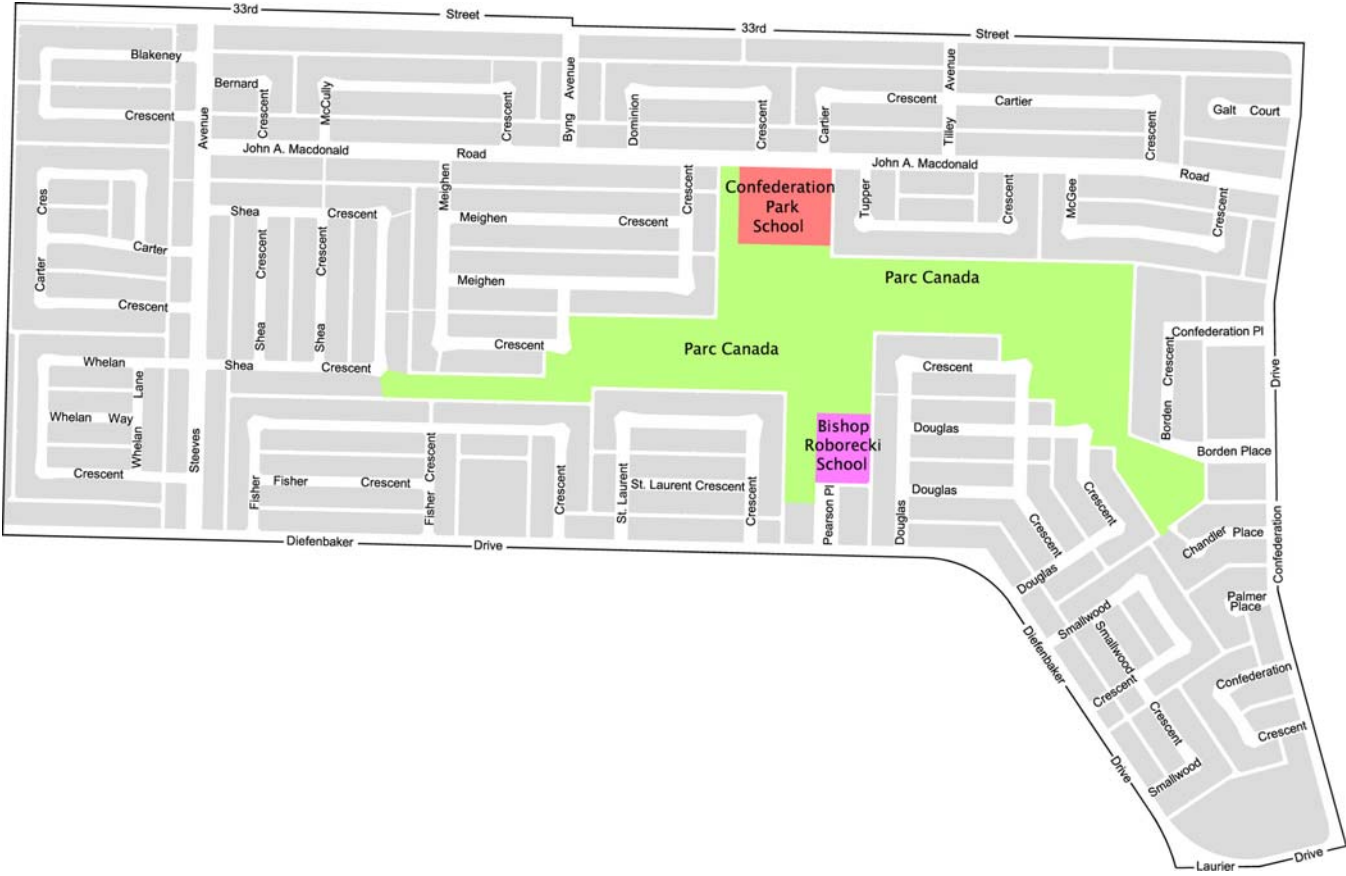 33rd
Street
33rd
Street
Blakeney
Crescent
Avenue
Bernard
Crescent
McCully
Crescent
Byng
Avenue
Dominion
Crescent
Cartier
Crescent
Avenue
Tilley
Cartier
Crescent
Galt Court
John A. Macdonald
Road
John A. Macdonald
Road
Cres
Carter
Carter
Crescent
Shea
Crescent
Crescent
Crescent
Shea
Shea
Shea
Crescent
Meighen
Meighen
Crescent
Crescent
Meighen
Crescent
Confederation
Park
School
Tupper
Crescent
McGee
Crescent
Parc Canada
Parc Canada
Confederation Pl
Crescent
Borden
Borden Place
Drive
Confederation
Whelan
Lane
Whelan Way
Whelan
Crescent
Steeves
Fisher
Fisher
Crescent
Crescent
Fisher
Crescent
St. Laurent
St. Laurent Crescent
Crescent
Bishop
Roborecki
School
Pearson Pl
Crescent
Douglas
Douglas
Douglas
Crescent
Crescent
Douglas
Chandler
Place
Palmer
Place
Smallwood
Smallwood
Crescent
Crescent
Smallwood
Confederation
Crescent
Diefenbaker
Drive
Diefenbaker
Drive
Laurier
Drive